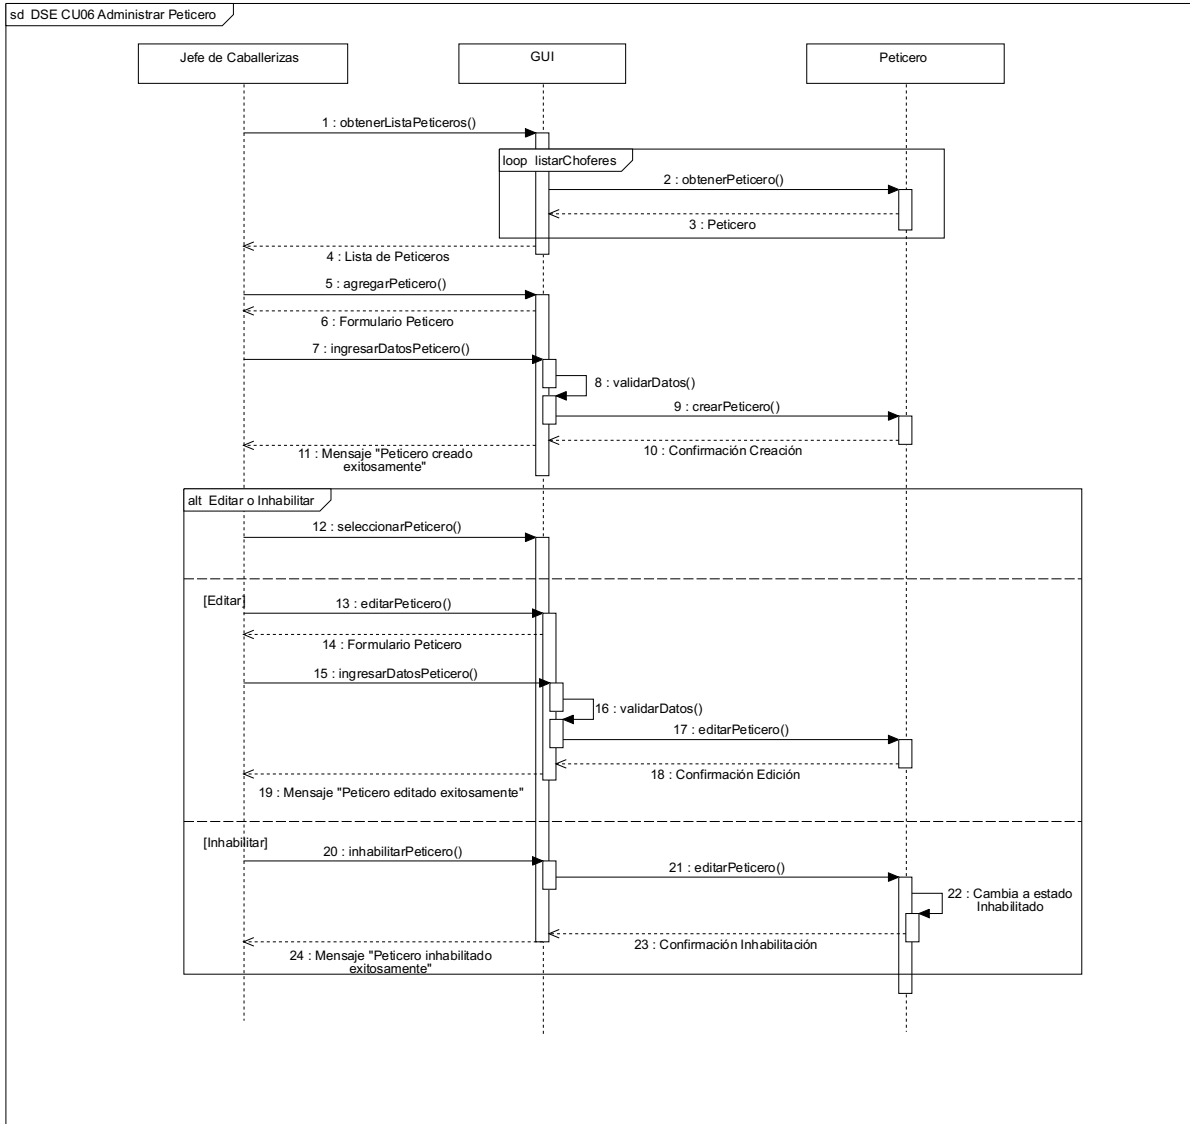 sd DSE CU06 Administrar Peticero
Jefe de Caballerizas
GUI
Peticero
1 : obtenerListaPeticeros()
loop listarChoferes
2 : obtenerPeticero()
3 : Peticero
4 : Lista de Peticeros
5 : agregarPeticero()
6 : Formulario Peticero
7 : ingresarDatosPeticero()
8 : validarDatos()
9 : crearPeticero()
10 : Confirmación Creación
11 : Mensaje "Peticero creado
exitosamente"
alt Editar o Inhabilitar
12 : seleccionarPeticero()
[Editar]
13 : editarPeticero()
14 : Formulario Peticero
15 : ingresarDatosPeticero()
16 : validarDatos()
17 : editarPeticero()
18 : Confirmación Edición
19 : Mensaje "Peticero editado exitosamente"
[Inhabilitar]
20 : inhabilitarPeticero()
21 : editarPeticero()
22 : Cambia a estado
Inhabilitado
23 : Confirmación Inhabilitación
24 : Mensaje "Peticero inhabilitado
exitosamente"